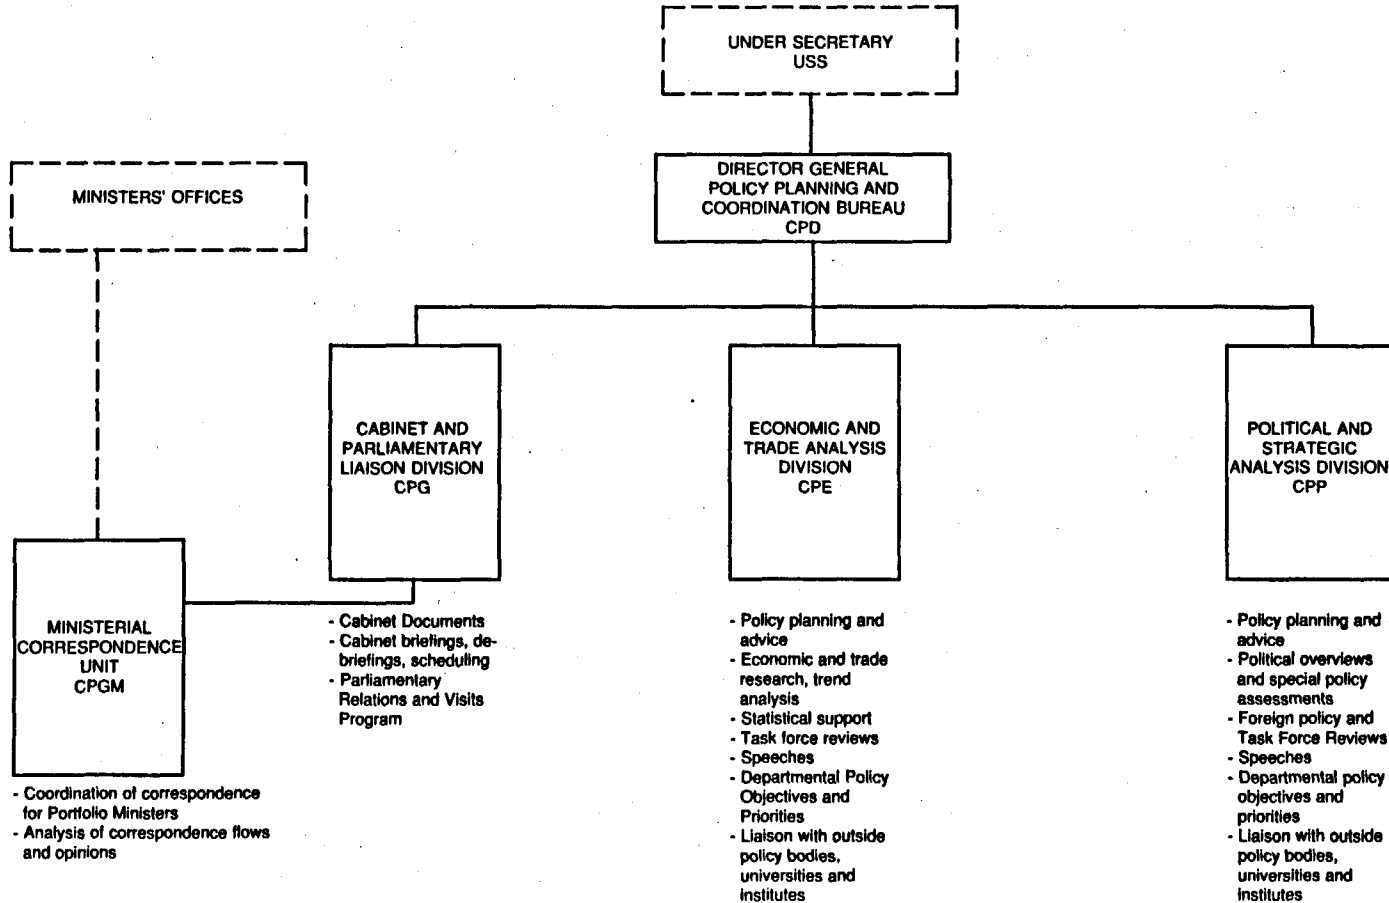 UNDER SECRETARY
USS
DIRECTOR GENERAL
POLICY PLANNING AND
COORDINATION BUREAU
CPD
MINISTERS' OFFICES
CABINET AND
PARLIAMENTARY
LIAISON DIVISION
CPG
ECONOMIC AND
TRADE ANALYSIS
DIVISION
CPE
POLITICAL AND
STRATEGIC
ANALYSIS DIVISION
CPP
MINISTERIAL
CORRESPONDENCE
UNIT
CPGM
- Cabinet Documents
- Cabinet briefings, de-
briefings, scheduling
- Parliamentary
Relations and Visits
Program
- Policy planning and
advice
- Economic and trade
research, trend
analysis
- Statistical support
- Task force reviews
- Speeches
- Departmental Policy
Objectives and
Priorities
- Liaison with outside
policy bodies,
universities and
institutes
- Policy planning and
advice
- Political overviews
and special policy
assessments
- Foreign policy and
Task Force Reviews
- Speeches
- Departmental policy
objectives and
priorities
- Liaison with outside
policy bodies,
universities and
institutes
- Coordination of correspondence
for Portfolio Ministers
- Analysis of correspondence flows
and opinions